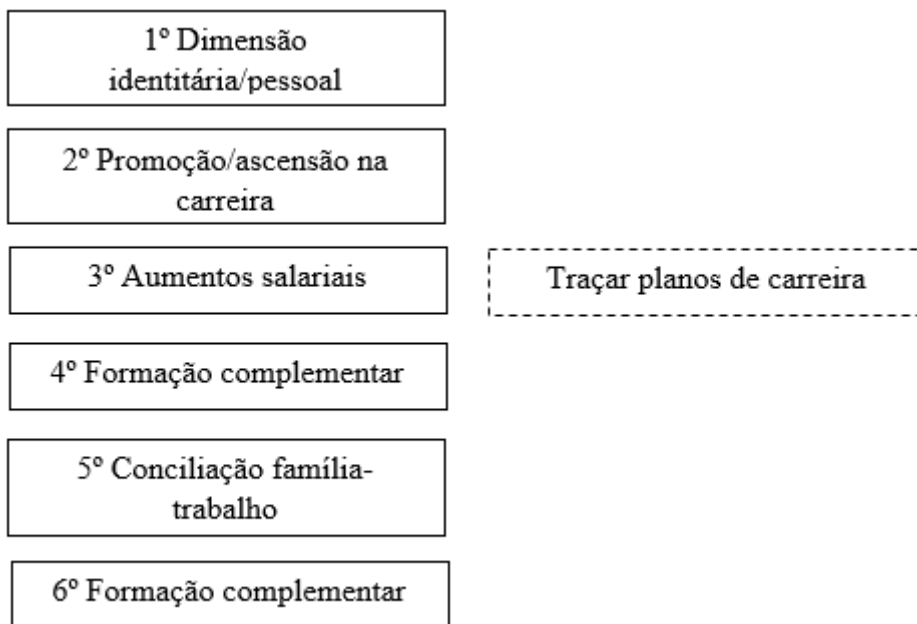 1º Dimensão
identitária/pessoal
2º Promoção/ascensão na
carreira
3º Aumentos salariais
Traçar planos de carreira
4º Formação complementar
5º Conciliação família-
trabalho
6º Formação complementar